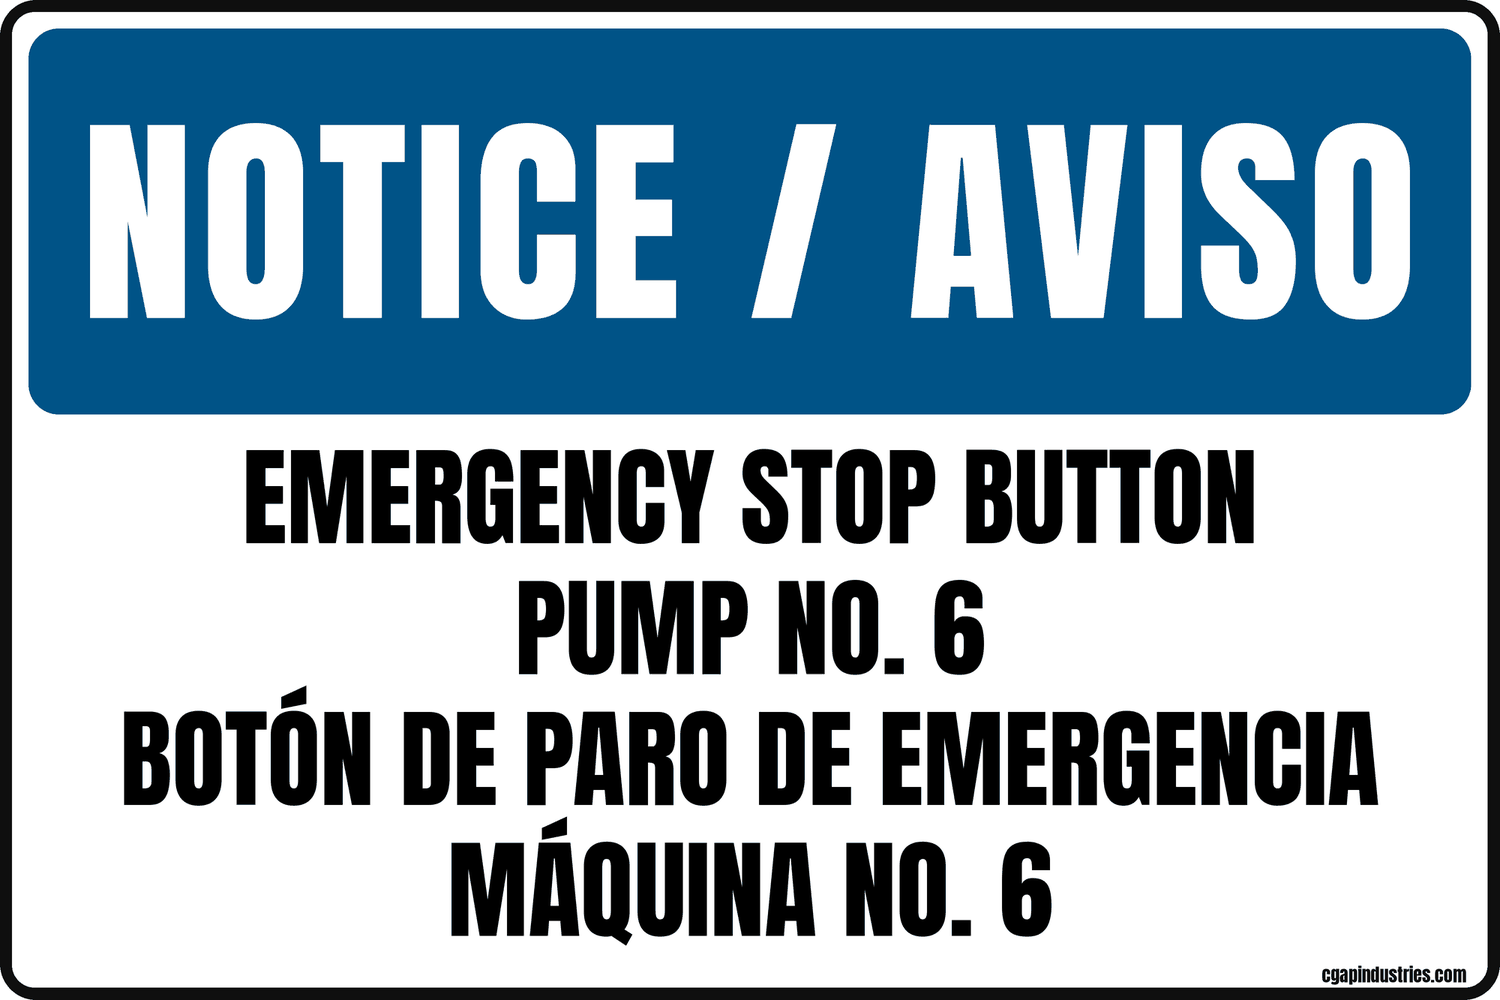 NOTICE / AVISO
EMERGENCY STOP BUTTON
PUMP NO. 6
BOTÓN DE PARO DE EMERGENCIA
MÁQUINA NO. 6
cgapindustries.com